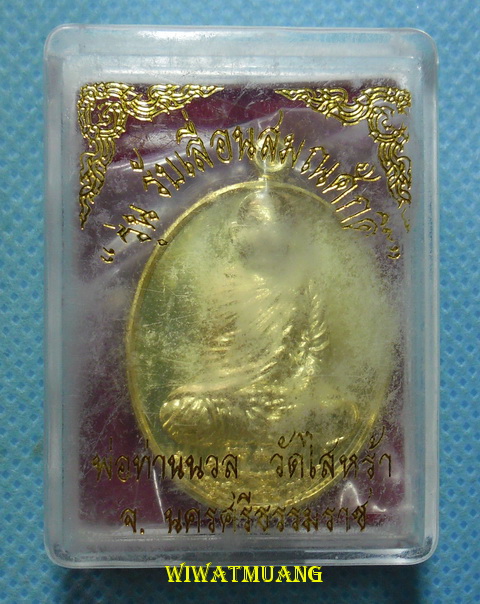 “ รุ่น รับเลื่อนสมณศักดิ์ ”
พ่อท่านนวล วัดไสหร้า
จ. นครศรีธรรมราช
WIWATMUANG